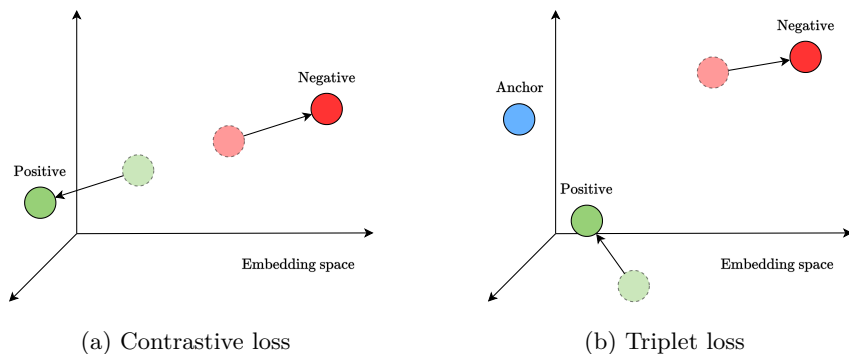 Negative
Positive
Embedding space
(a) Contrastive loss
Negative
Anchor
Positive
Embedding space
(b) Triplet loss